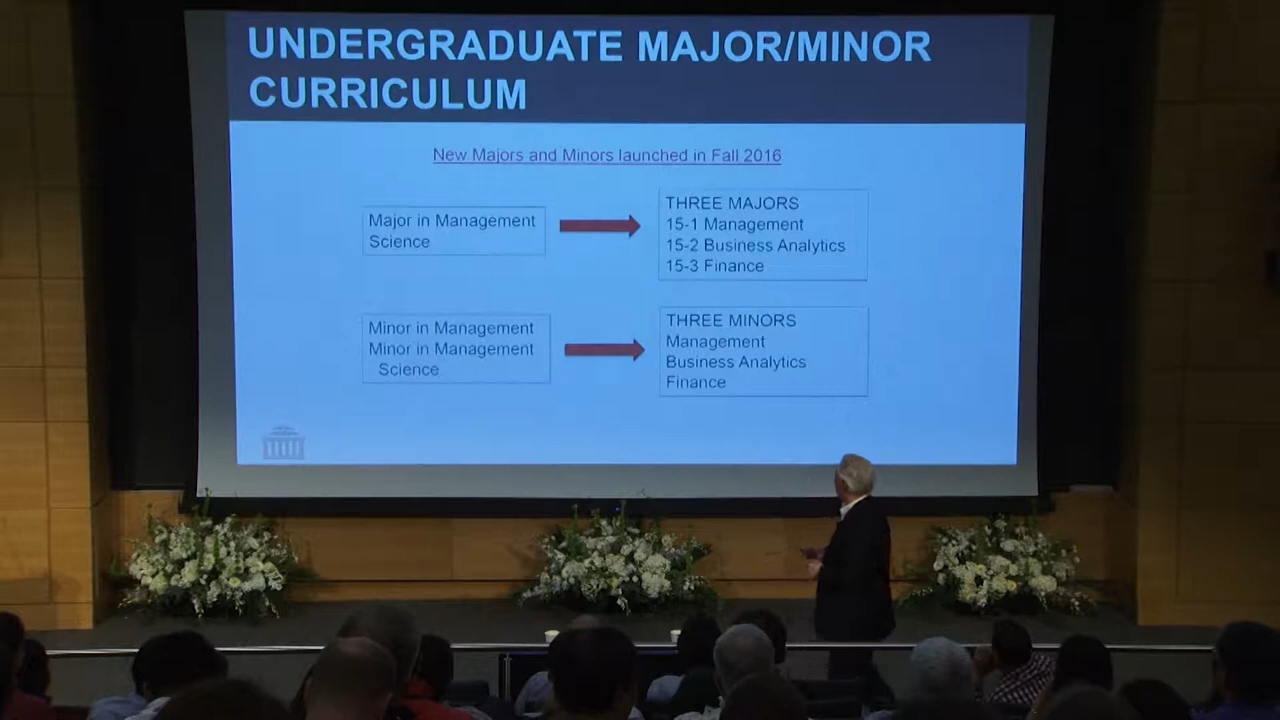 UNDERGRADUATE MAJOR/MINOR
CURRICULUM
New Majors and Minors launched in Fall 2016
Major in Management
Science
THREE MAJORS
15-1 Management
15-2 Business Analytics
15-3 Finance
Minor in Management
Minor in Management
Science
THREE MINORS
Management
Business Analytics
Finance